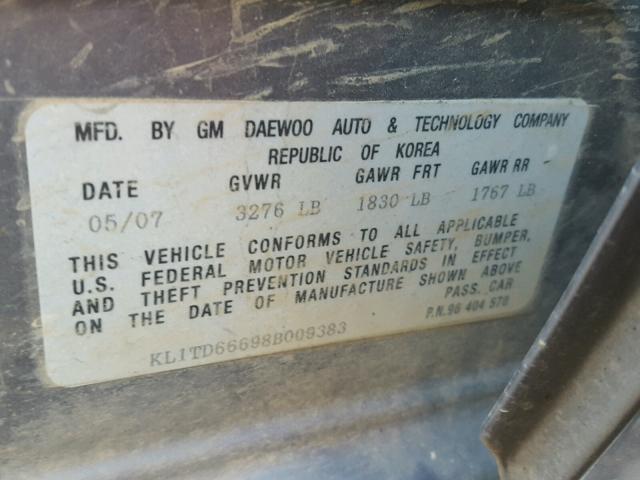 MFD. BY GM DAEWOO AUTO & TECHNOLOGY COMPANY
REPUBLIC OF KOREA
DATE GVWR GAWR FRT GAWR RR
05/07 3276 LB 1830 LB 1767 LB
THIS VEHICLE CONFORMS TO ALL APPLICABLE
U.S. FEDERAL MOTOR VEHICLE SAFETY, BUMPER,
AND THEFT PREVENTION STANDARDS IN EFFECT
ON THE DATE OF MANUFACTURE SHOWN ABOVE
PASS. CAR
KL1TD66698B009383 P.N.96 404 570